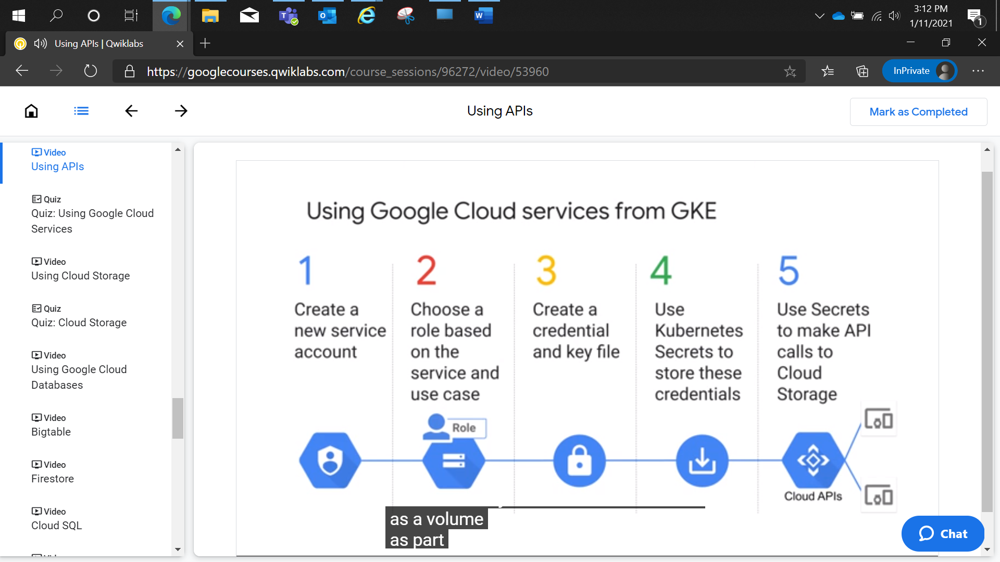 3:12 PM
1/11/2021
1
Using APIs | Qwiklabs
https://googlecourses.qwiklabs.com/course_sessions/96272/video/53960
InPrivate
Using APIs
Mark as Completed
Video
Using APIs
Quiz
Quiz: Using Google Cloud
Services
Video
Using Cloud Storage
Quiz
Quiz: Cloud Storage
Video
Using Google Cloud
Databases
Video
Bigtable
Video
Firestore
Video
Cloud SQL
Using Google Cloud services from GKE
1
Create a
new service
account
2
Choose a
role based
on the
service and
use case
3
Create a
credential
and key file
4
Use
Kubernetes
Secrets to
store these
credentials
5
Use Secrets
to make API
calls to
Cloud
Storage
Role
Cloud APIs
as a volume
as part
Chat